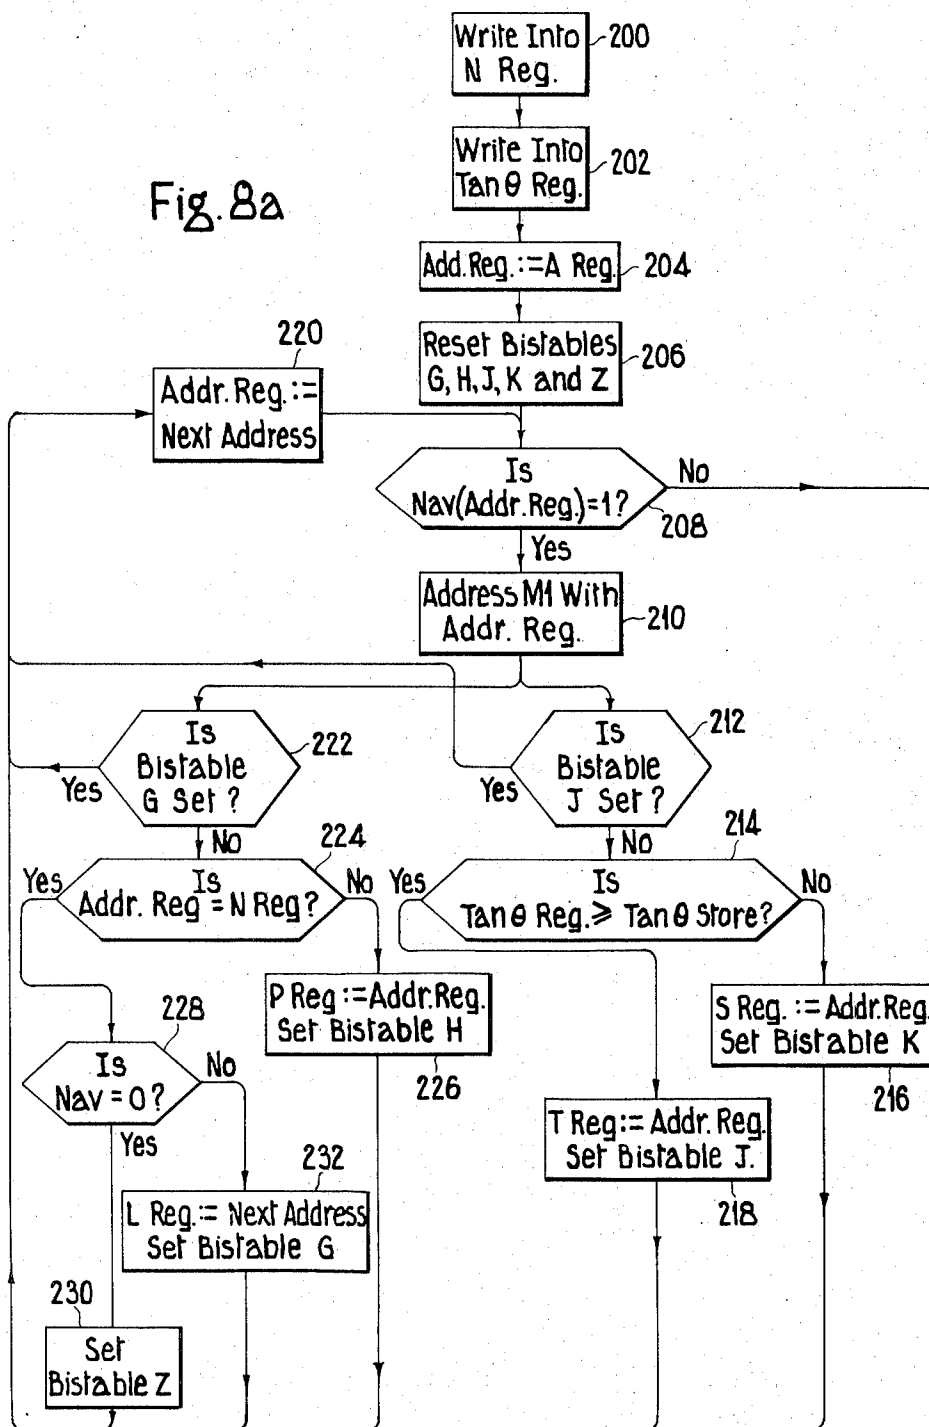 Fig. 8a
Write Into
N Reg.
200
Write Into
Tan θ Reg.
202
Add.Reg.:=A Reg.
204
Reset Bistables
G, H, J, K and Z
206
220
Addr. Reg.:=
Next Address
Is
Nav(Addr.Reg.)=1?
No
208
Yes
Address M1 With
Addr. Reg.
210
Is
Bistable
G Set ?
222
Yes
No
Is
Bistable
J Set ?
212
Yes
No
224
Yes
Is
Addr. Reg = N Reg?
No
214
Yes
Is
Tan θ Reg.⩾ Tan θ Store?
No
P Reg :=Addr.Reg.
Set Bistable H
226
S Reg. := Addr.Reg.
Set Bistable K
216
228
Is
Nav = 0?
No
Yes
T Reg:= Addr. Reg.
Set Bistable J.
218
232
L Reg.:= Next Address
Set Bistable G
230
Set
Bistable Z